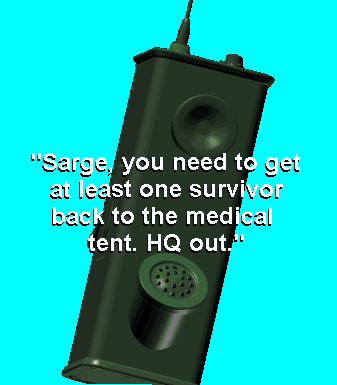 "Sarge, you need to get
at least one survivor
back to the medical
tent. HQ out."